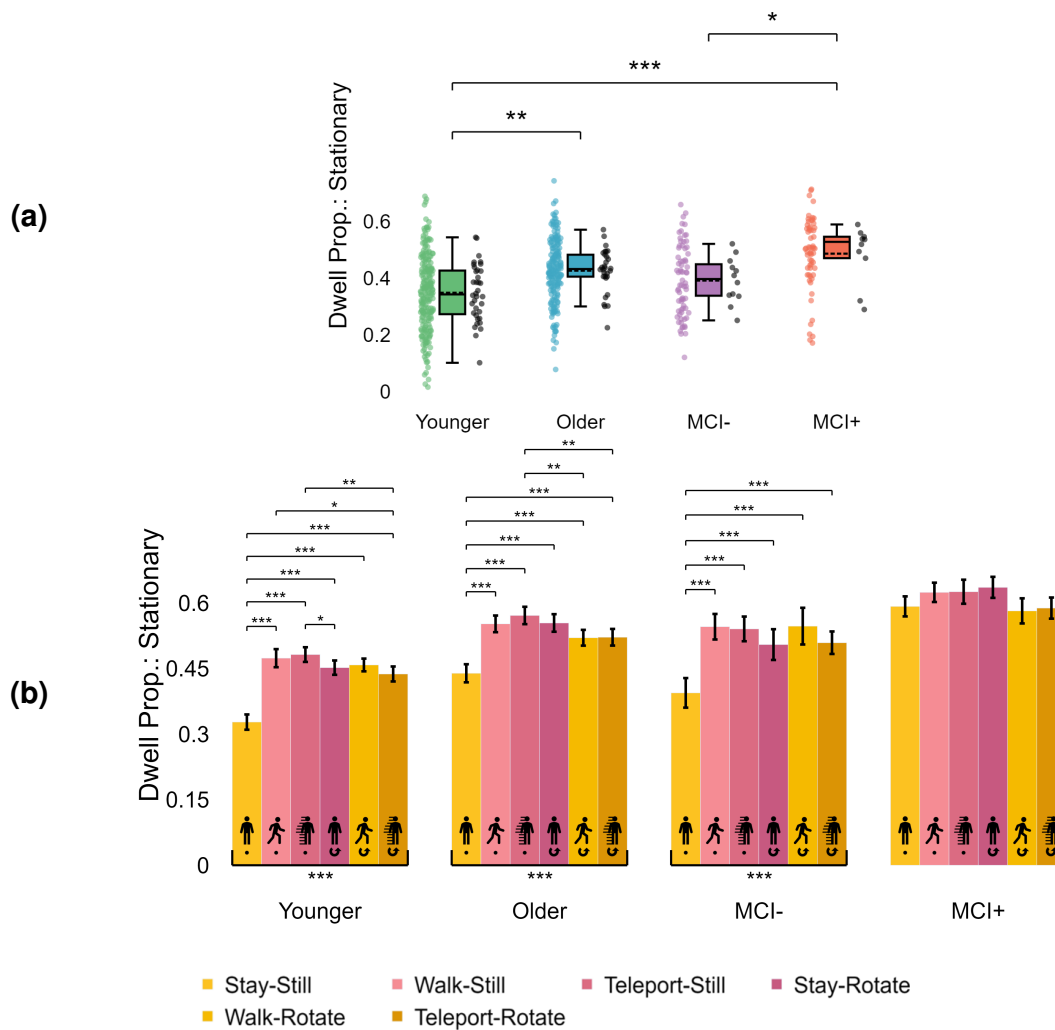 *
***
**
Dwell Prop.: Stationary
(a)
0.6
0.4
0.2
0
Younger Older MCI- MCI+
** ** ***
* ** ***
*** *** ***
*** *** ***
*** *** ***
*** ***
*** *
Dwell Prop.: Stationary
(b)
0.6
0.45
0.3
0.15
0
*** *** ***
Younger Older MCI- MCI+
Stay-Still Walk-Still Teleport-Still Stay-Rotate
Walk-Rotate Teleport-Rotate